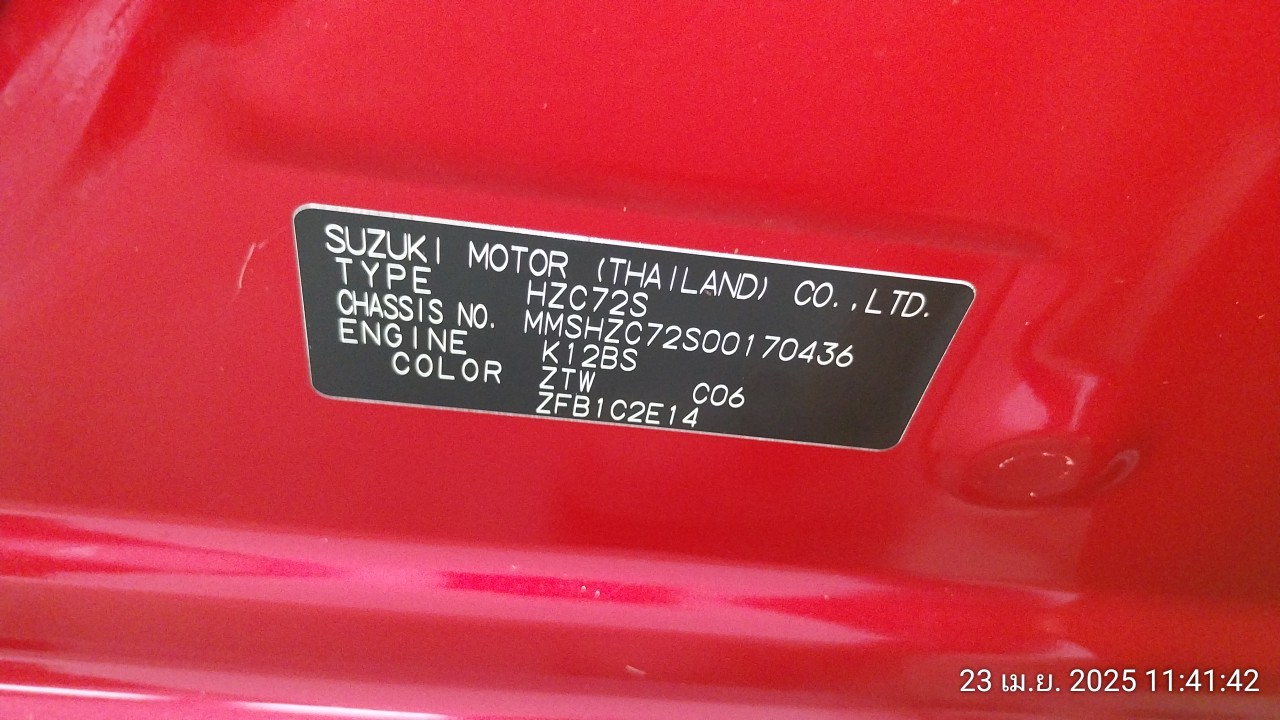 SUZUKI MOTOR (THAILAND) CO.,LTD.
TYPE HZC72S
CHASSIS NO. MMSHZC72S00170436
ENGINE K12BS
COLOR ZTW C06
ZFB1C2E14
23 เม.ย. 2025 11:41:42